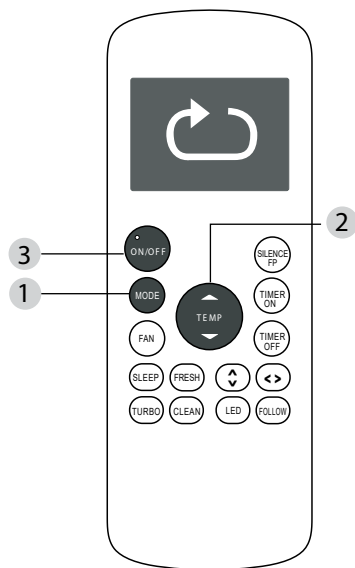 2
3
ON/OFF
SILENCE
FP
1
MODE
TEMP
TIMER
ON
FAN
TIMER
OFF
SLEEP
FRESH
TURBO
CLEAN
LED
FOLLOW